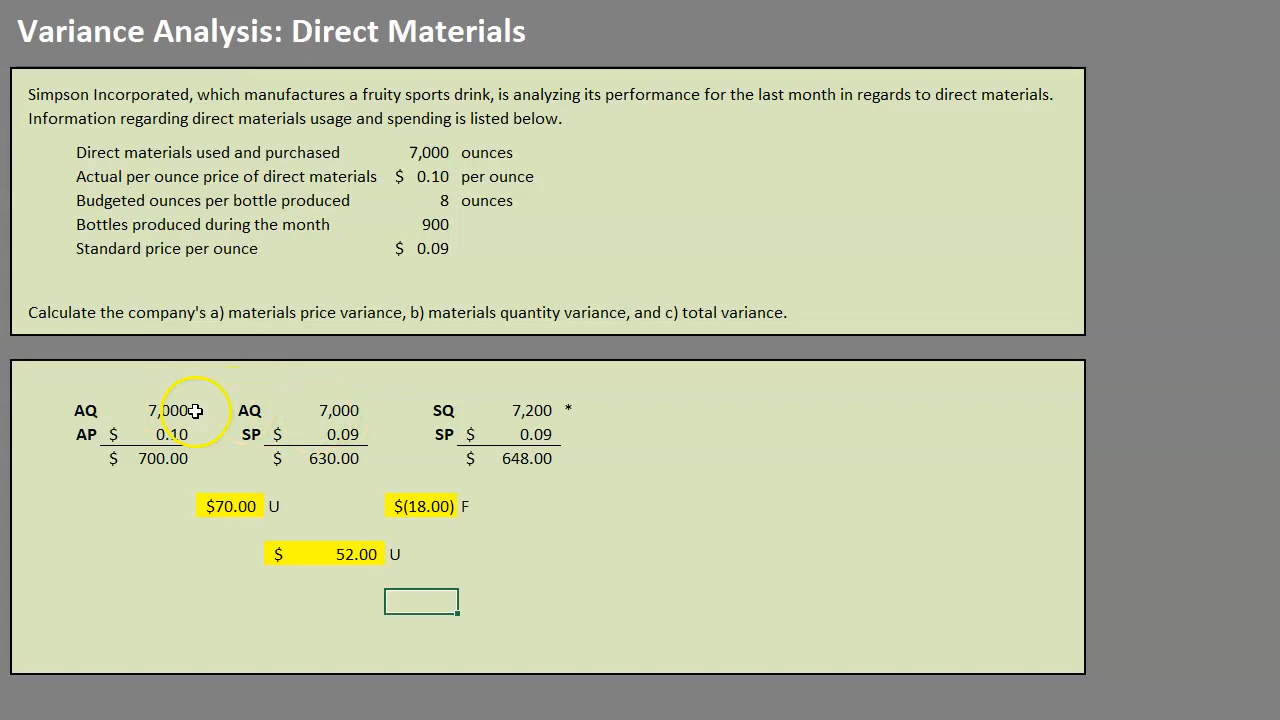 Variance Analysis: Direct Materials
Simpson Incorporated, which manufactures a fruity sports drink, is analyzing its performance for the last month in regards to direct materials.
Information regarding direct materials usage and spending is listed below.
Direct materials used and purchased 7,000 ounces
Actual per ounce price of direct materials $ 0.10 per ounce
Budgeted ounces per bottle produced 8 ounces
Bottles produced during the month 900
Standard price per ounce $ 0.09
Calculate the company's a) materials price variance, b) materials quantity variance, and c) total variance.
AQ 7,000 AQ 7,000 SQ 7,200 *
AP $ 0.10 SP $ 0.09 SP $ 0.09
$ 700.00 $ 630.00 $ 648.00
$70.00 U $(18.00) F
$ 52.00 U